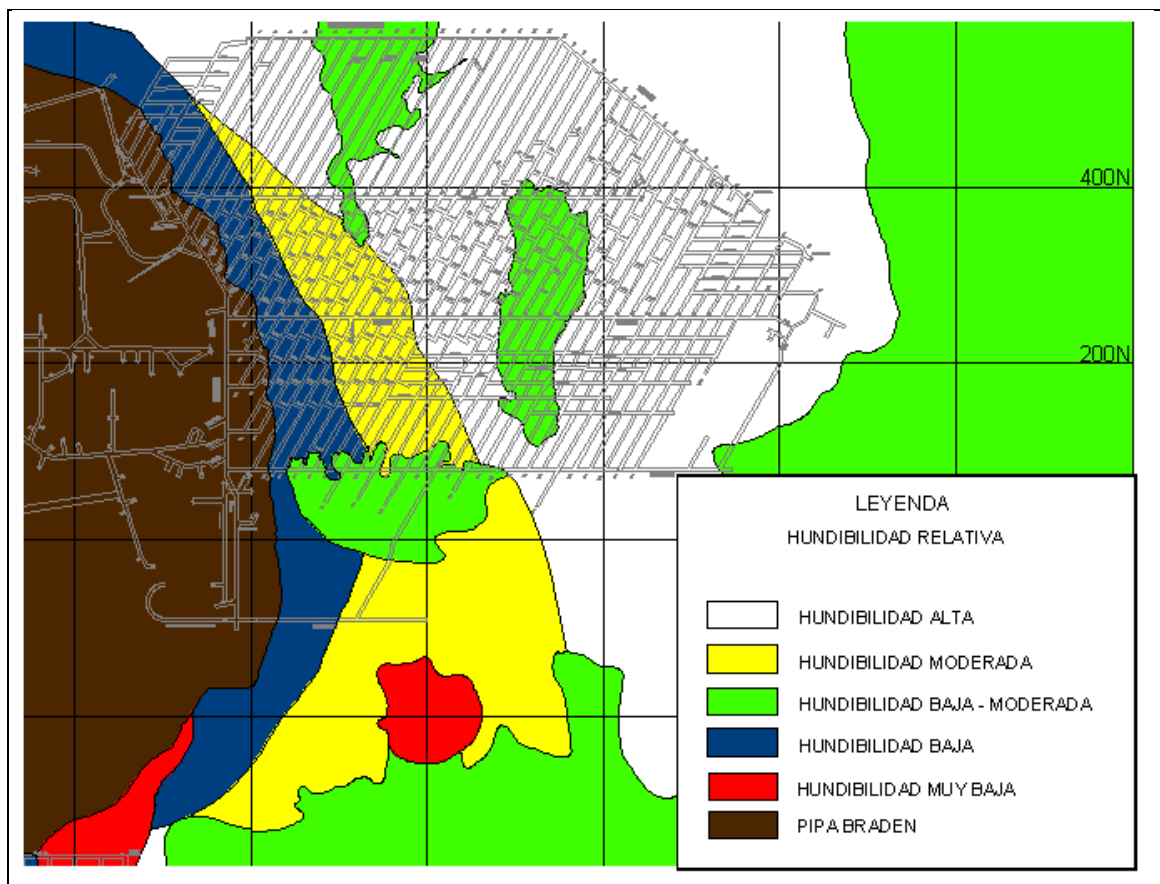 400N
200N
LEYENDA
HUNDIBILIDAD RELATIVA
HUNDIBILIDAD ALTA
HUNDIBILIDAD MODERADA
HUNDIBILIDAD BAJA - MODERADA
HUNDIBILIDAD BAJA
HUNDIBILIDAD MUY BAJA
PIPA BRADEN